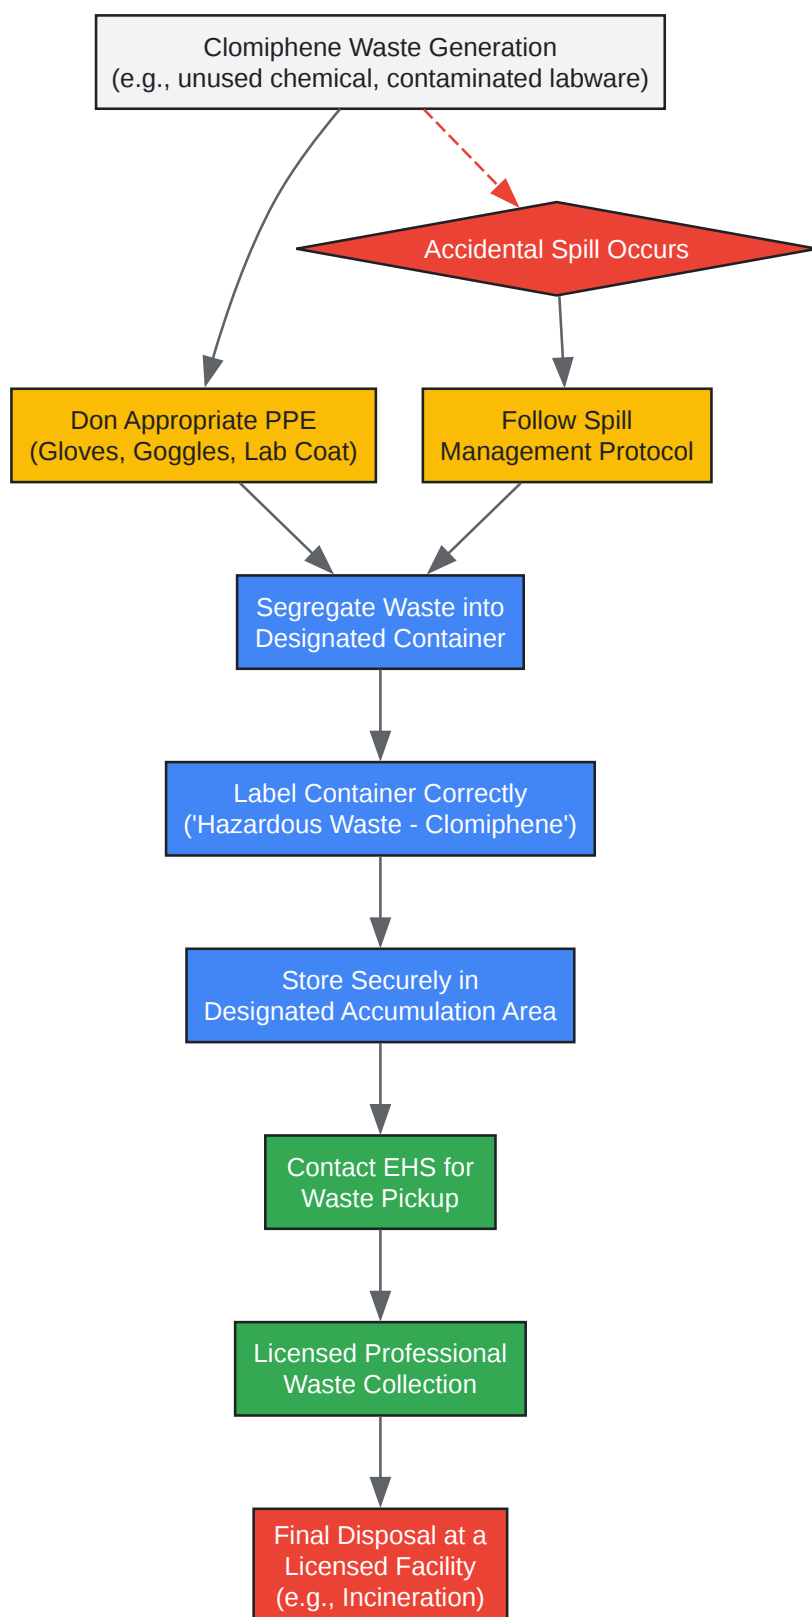 Clomiphene Waste Generation
(e.g., unused chemical, contaminated labware)
Accidental Spill Occurs
Don Appropriate PPE
(Gloves, Goggles, Lab Coat)
Follow Spill
Management Protocol
Segregate Waste into
Designated Container
Label Container Correctly
('Hazardous Waste - Clomiphene')
Store Securely in
Designated Accumulation Area
Contact EHS for
Waste Pickup
Licensed Professional
Waste Collection
Final Disposal at a
Licensed Facility
(e.g., Incineration)